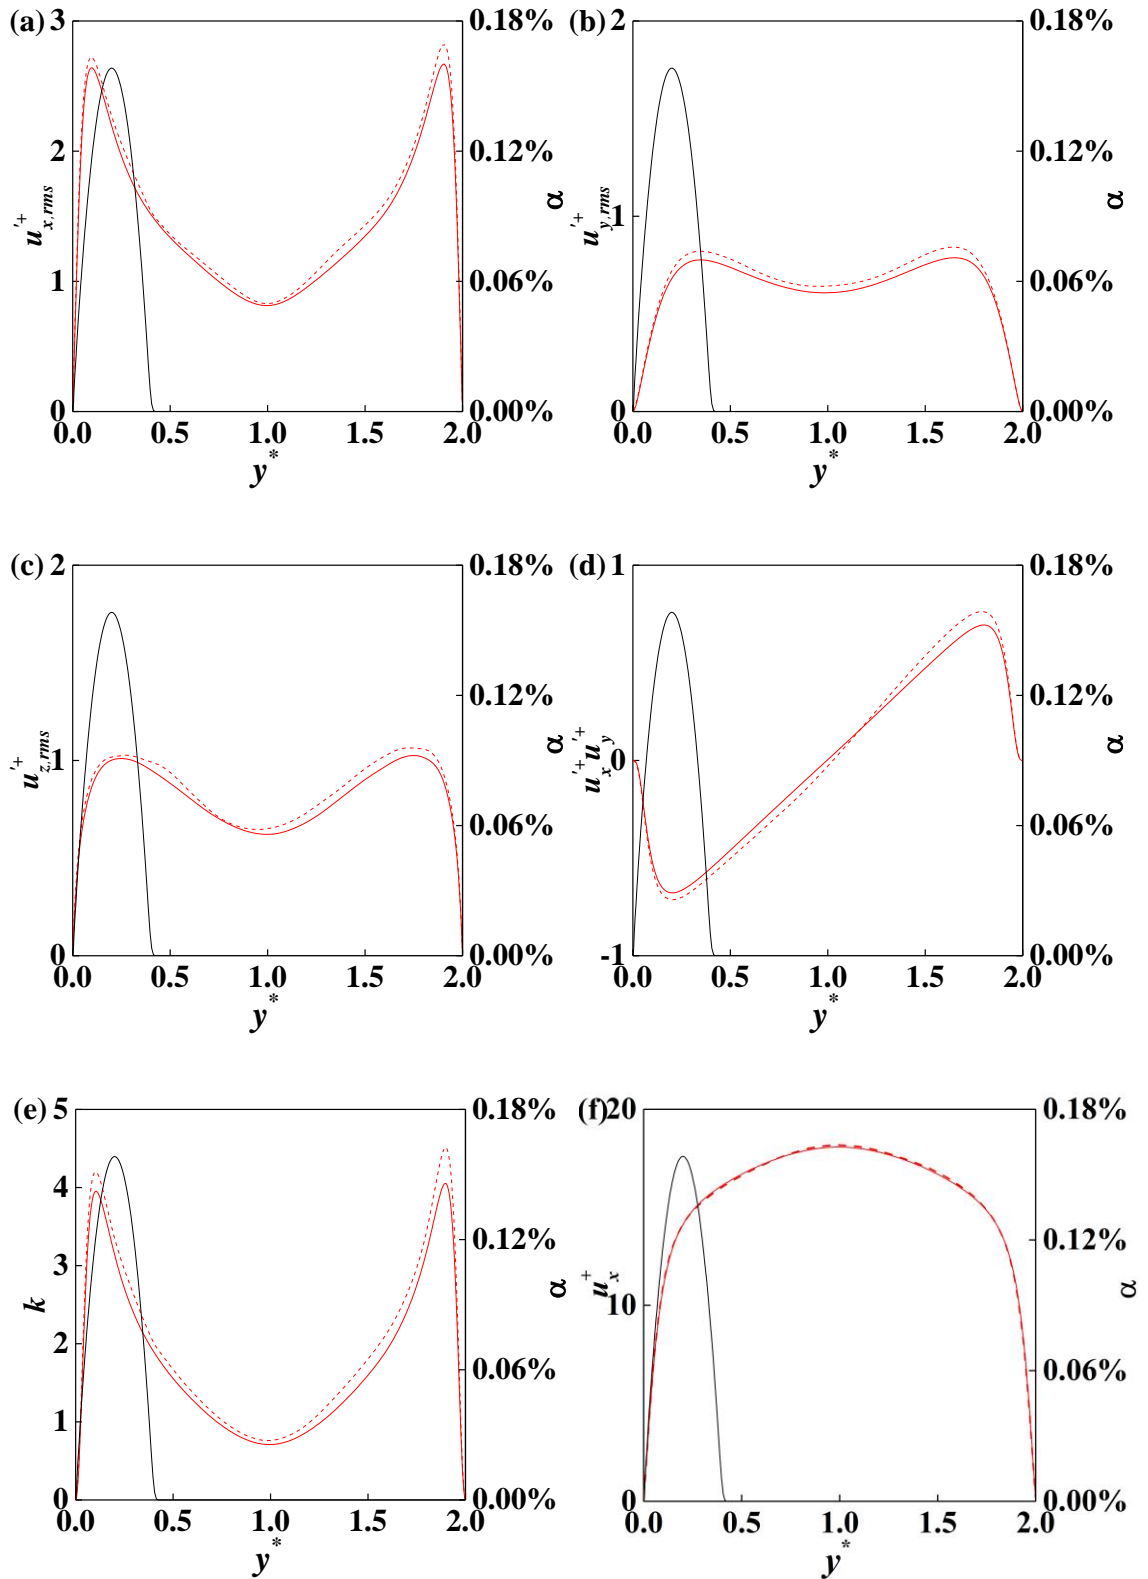 (a) 3 0.18% (b) 2 0.18%
2 0.12% 0.12%
u'+x,rms α u'+y,rms 1 α
1 0.06% 0.06%
0 0.00% 0 0.00%
0.0 0.5 1.0 1.5 2.0 0.0 0.5 1.0 1.5 2.0
y* y*
(c) 2 0.18% (d) 1 0.18%
0.12% 0.12%
u'+z,rms 1 α u'+x u'+y 0 α
0.06% 0.06%
0 0.00% -1 0.00%
0.0 0.5 1.0 1.5 2.0 0.0 0.5 1.0 1.5 2.0
y* y*
(e) 5 0.18% (f) 20 0.18%
4
0.12% 0.12%
3
k α u+x 10 α
2
0.06% 0.06%
1
0 0.00% 0 0.00%
0.0 0.5 1.0 1.5 2.0 0.0 0.5 1.0 1.5 2.0
y* y*